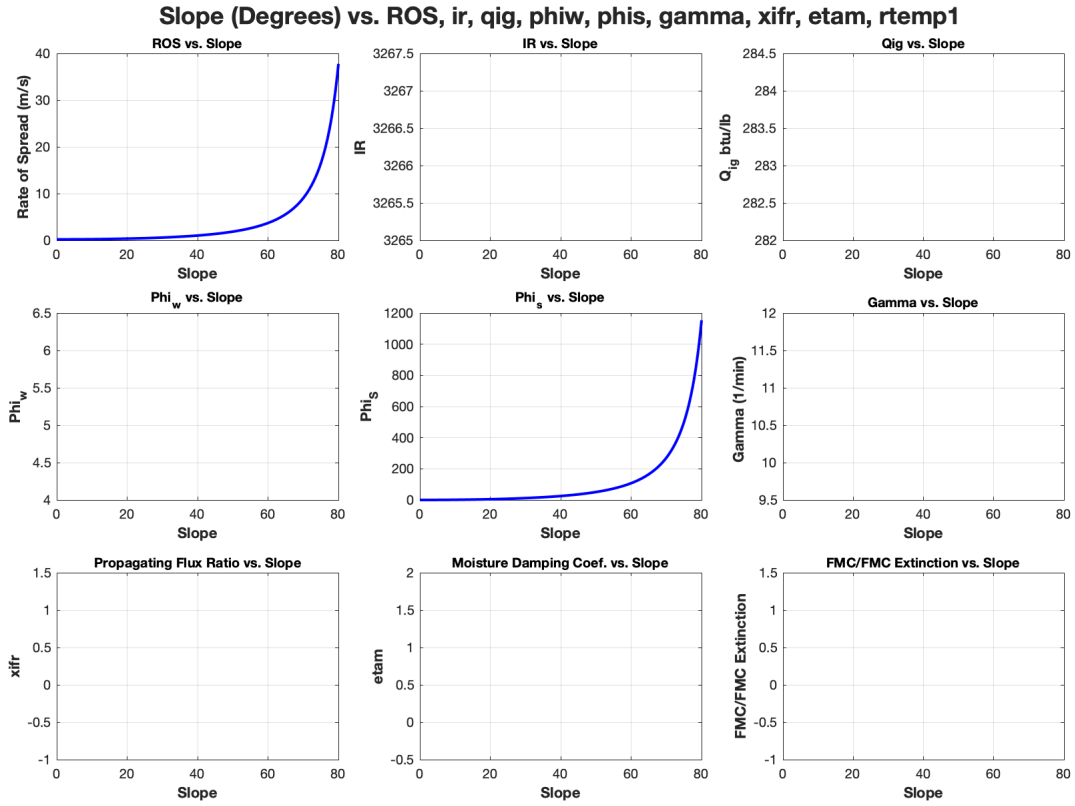 Slope (Degrees) vs. ROS, ir, qig, phiw, phis, gamma, xifr, etam, rtemp1
ROS vs. Slope
40
30
20
10
0
0 20 40 60 80
Rate of Spread (m/s)
Slope
IR vs. Slope
3267.5
3267
3266.5
3266
3265.5
3265
0 20 40 60 80
IR
Slope
Qig vs. Slope
284.5
284
283.5
283
282.5
282
0 20 40 60 80
Q_ig btu/lb
Slope
Phi_w vs. Slope
6.5
6
5.5
5
4.5
4
0 20 40 60 80
Phi_w
Slope
Phi_s vs. Slope
1200
1000
800
600
400
200
0
0 20 40 60 80
Phi_S
Slope
Gamma vs. Slope
12
11.5
11
10.5
10
9.5
0 20 40 60 80
Gamma (1/min)
Slope
Propagating Flux Ratio vs. Slope
1.5
1
0.5
0
-0.5
-1
0 20 40 60 80
xifr
Slope
Moisture Damping Coef. vs. Slope
2
1.5
1
0.5
0
-0.5
0 20 40 60 80
etam
Slope
FMC/FMC Extinction vs. Slope
1.5
1
0.5
0
-0.5
-1
0 20 40 60 80
FMC/FMC Extinction
Slope